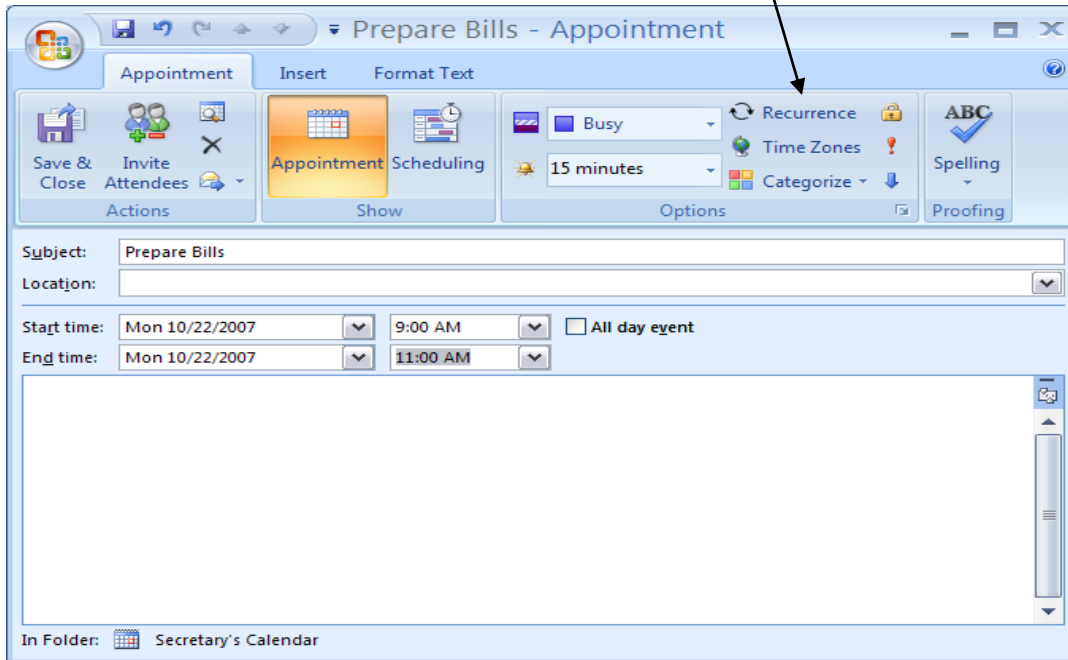 Prepare Bills - Appointment
Appointment Insert Format Text
Save & Close
Invite Attendees
Appointment
Scheduling
Busy
15 minutes
Recurrence
Time Zones
Categorize
ABC
Spelling
Actions Show Options Proofing
Subject: Prepare Bills
Location:
Start time: Mon 10/22/2007 9:00 AM All day event
End time: Mon 10/22/2007 11:00 AM
In Folder: Secretary's Calendar